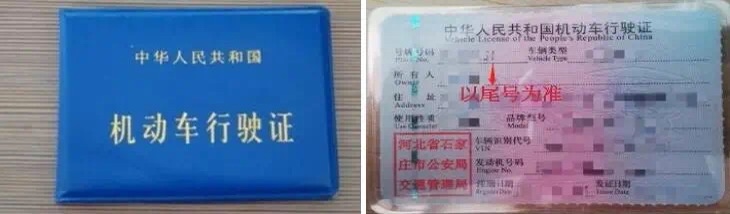 中华人民共和国
机动车行驶证
中华人民共和国机动车行驶证
Vehicle License of the People's Republic of China
号牌号码
Plate No.
车辆类型
Vehicle Type
所有人
Owner
以尾号为准
住址
Address
使用性质
Use Character
品牌型号
Model
河北省石家
庄市公安局
交通管理局
车辆识别代号
VIN
发动机号码
Engine No.
注册日期
Register Date
发证日期
Issue Date